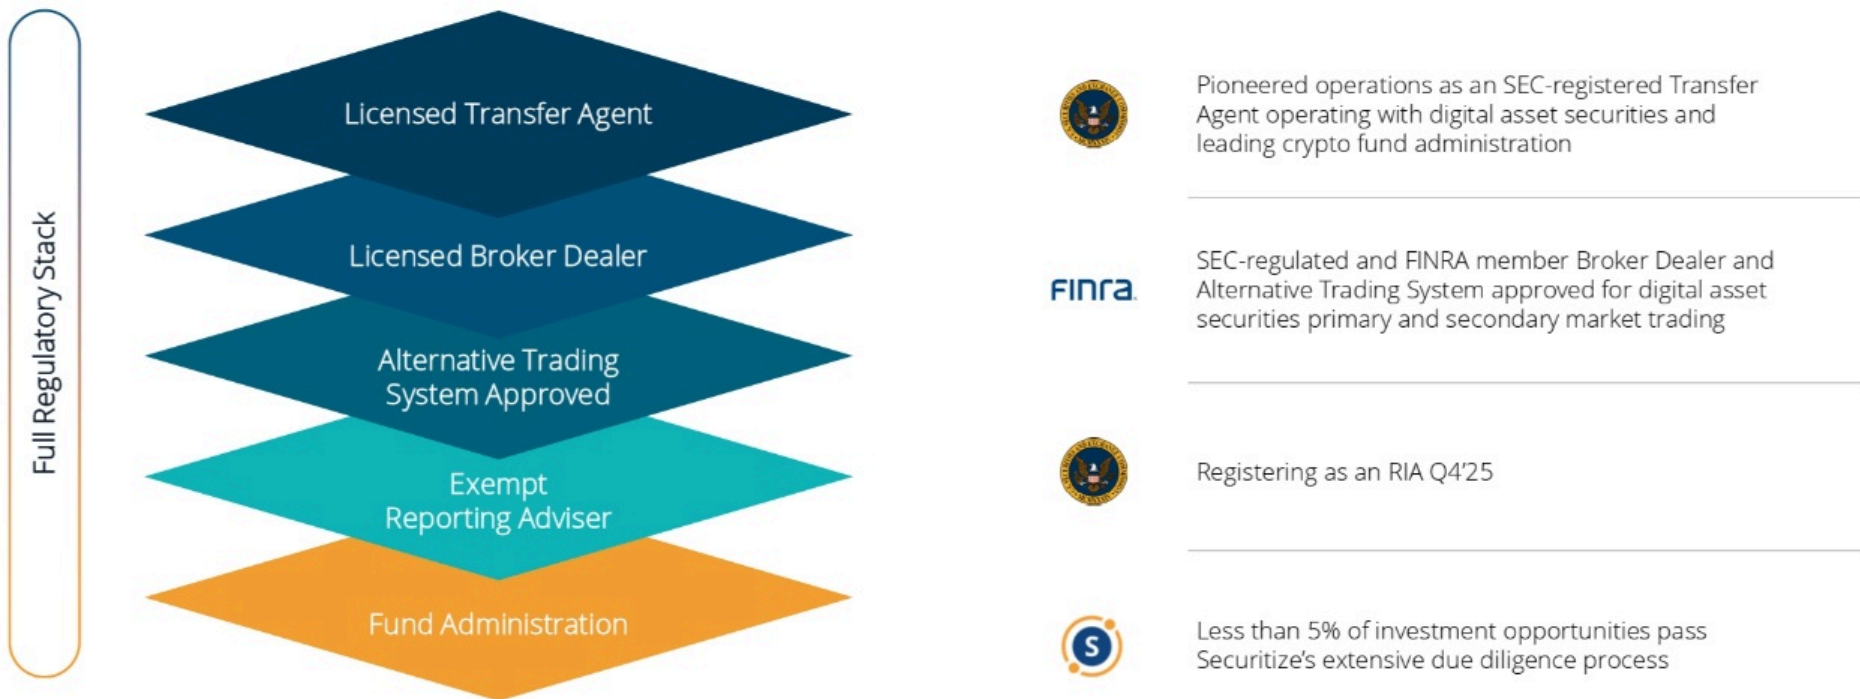 Full Regulatory Stack
Licensed Transfer Agent
Licensed Broker Dealer
Alternative Trading
System Approved
Exempt
Reporting Adviser
Fund Administration
Pioneered operations as an SEC-registered Transfer
Agent operating with digital asset securities and
leading crypto fund administration
FINra
SEC-regulated and FINRA member Broker Dealer and
Alternative Trading System approved for digital asset
securities primary and secondary market trading
Registering as an RIA Q4'25
S
Less than 5% of investment opportunities pass
Securitize's extensive due diligence process